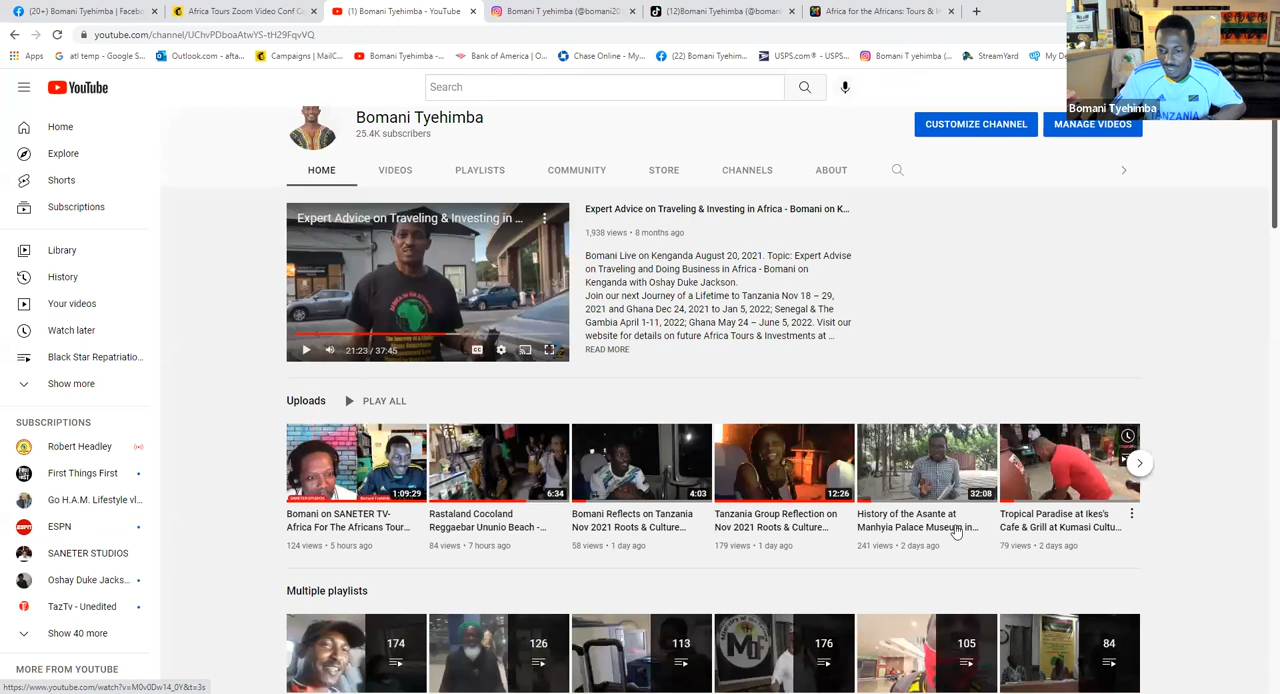 (20+) Bomani Tyehimba | Faceb
Africa Tours Zoom Video Conf C
(1) Bomani Tyehimba - YouTube
Bomani T yehimba (@bomani20
(12)Bomani Tyehimba (@boman
Africa for the Africans: Tours & I
youtube.com/channel/UChvPDboaAtwYS-tH29FqvVQ
Apps
atl temp - Google S...
Outlook.com - afta...
Campaigns | MailC...
Bomani Tyehimba -...
Bank of America | O...
Chase Online - My...
(22) Bomani Tyehim...
USPS.com® - USPS...
Bomani T yehimba (...
StreamYard
My De
YouTube
Search
Bomani Tyehimba
TANZANIA
Bomani Tyehimba
25.4K subscribers
CUSTOMIZE CHANNEL
MANAGE VIDEOS
HOME
VIDEOS
PLAYLISTS
COMMUNITY
STORE
CHANNELS
ABOUT
Home
Explore
Shorts
Subscriptions
Library
History
Your videos
Watch later
Black Star Repatriatio...
Show more
SUBSCRIPTIONS
Robert Headley
First Things First
Go H.A.M. Lifestyle vl...
ESPN
SANETER STUDIOS
Oshay Duke Jacks...
TazTv - Unedited
Show 40 more
MORE FROM YOUTUBE
https://www.youtube.com/watch?v=M0v0Dw14_0Y&t=3s
Expert Advice on Traveling & Investing in ...
21:23 / 37:45
Expert Advice on Traveling & Investing in Africa - Bomani on K...
1,938 views • 8 months ago
Bomani Live on Kenganda August 20, 2021. Topic: Expert Advise
on Traveling and Doing Business in Africa - Bomani on
Kenganda with Oshay Duke Jackson.
Join our next Journey of a Lifetime to Tanzania Nov 18 – 29,
2021 and Ghana Dec 24, 2021 to Jan 5, 2022; Senegal & The
Gambia April 1-11, 2022; Ghana May 24 – June 5, 2022. Visit our
website for details on future Africa Tours & Investments at ...
READ MORE
Uploads
PLAY ALL
1:09:29
6:34
4:03
12:26
32:08
Bomani on SANETER TV-
Africa For The Africans Tour...
124 views • 5 hours ago
Rastaland Cocoland
Reggaebar Ununio Beach -...
84 views • 7 hours ago
Bomani Reflects on Tanzania
Nov 2021 Roots & Culture...
58 views • 1 day ago
Tanzania Group Reflection on
Nov 2021 Roots & Culture...
179 views • 1 day ago
History of the Asante at
Manhyia Palace Museum in...
241 views • 2 days ago
Tropical Paradise at Ikes's
Cafe & Grill at Kumasi Cultu...
79 views • 2 days ago
Multiple playlists
174
126
113
176
105
84